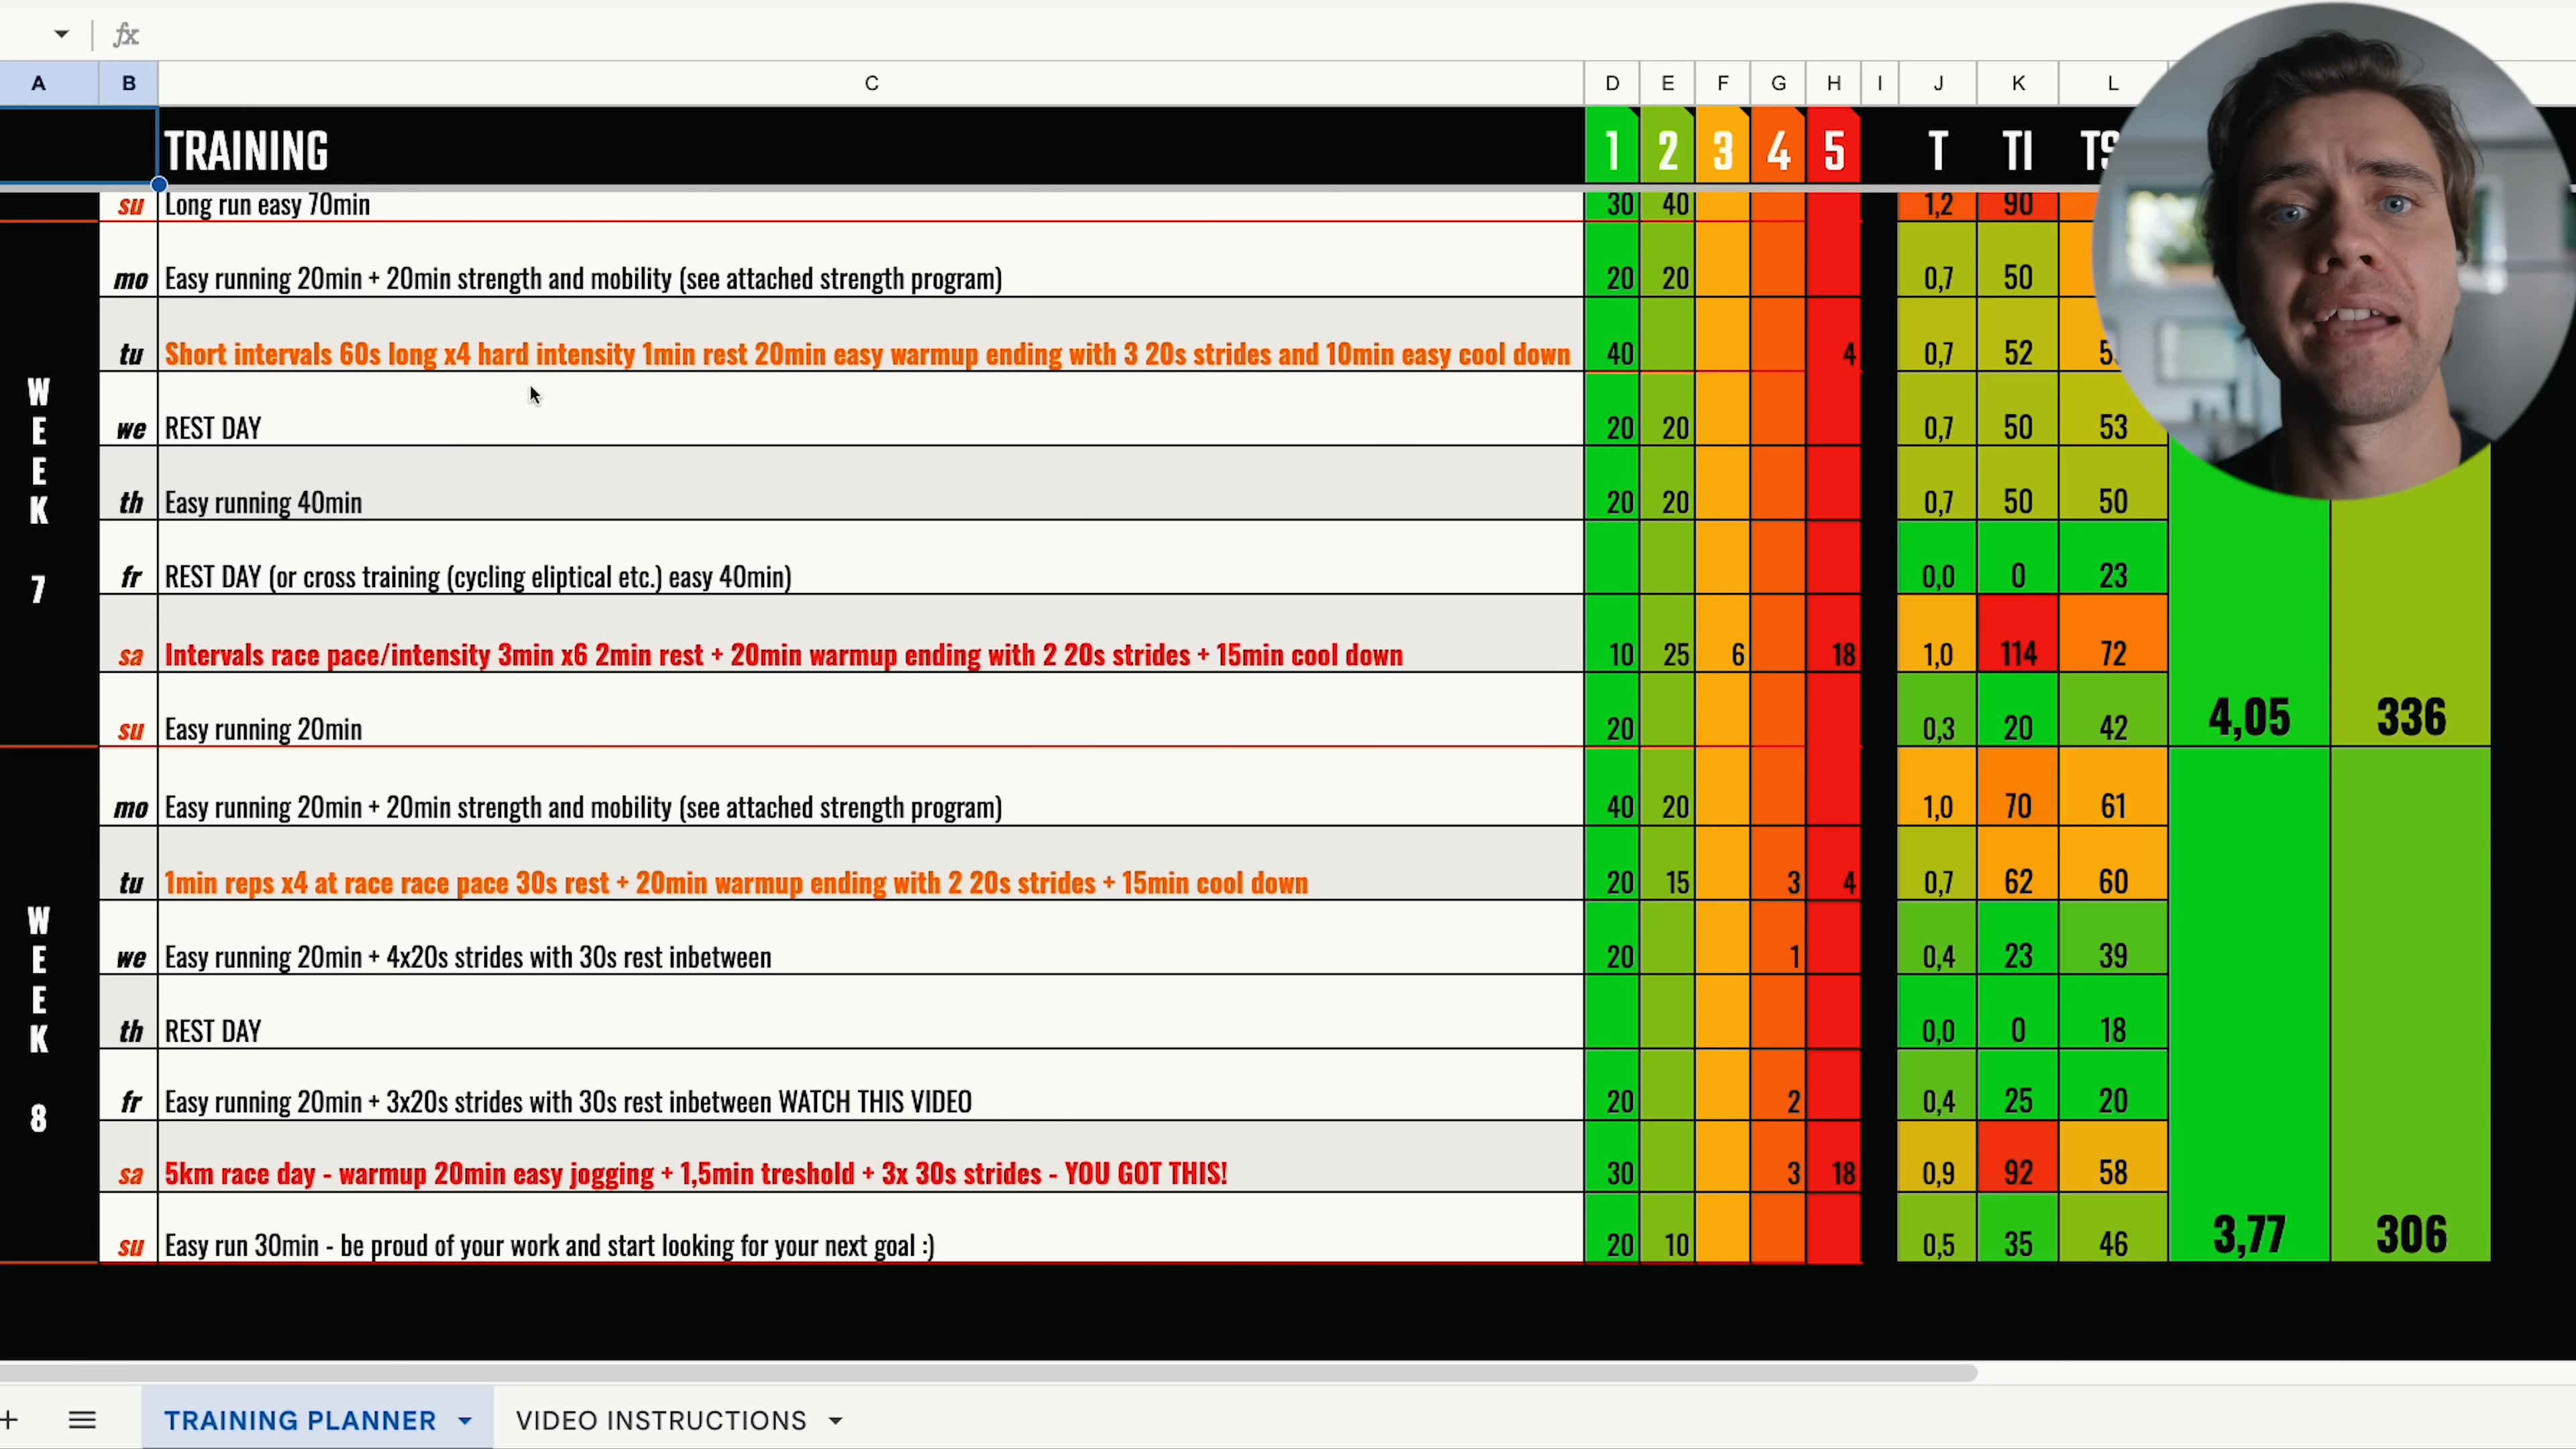 fx
A B C D E F G H I J K L
TRAINING 1 2 3 4 5 T TI
su Long run easy 70min 30 40 1,2 90
mo Easy running 20min + 20min strength and mobility (see attached strength program) 20 20 0,7 50
tu Short intervals 60s long x4 hard intensity 1min rest 20min easy warmup ending with 3 20s strides and 10min easy cool down 40 4 0,7 52
we REST DAY 20 20 0,7 50 53
th Easy running 40min 20 20 0,7 50 50
fr REST DAY (or cross training (cycling eliptical etc.) easy 40min) 0,0 0 23
sa Intervals race pace/intensity 3min x6 2min rest + 20min warmup ending with 2 20s strides + 15min cool down 10 25 6 18 1,0 114 72
su Easy running 20min 20 0,3 20 42 4,05 336
WEEK 7
mo Easy running 20min + 20min strength and mobility (see attached strength program) 40 20 1,0 70 61
tu 1min reps x4 at race race pace 30s rest + 20min warmup ending with 2 20s strides + 15min cool down 20 15 3 4 0,7 62 60
we Easy running 20min + 4x20s strides with 30s rest inbetween 20 1 0,4 23 39
th REST DAY 0,0 0 18
fr Easy running 20min + 3x20s strides with 30s rest inbetween WATCH THIS VIDEO 20 2 0,4 25 20
sa 5km race day - warmup 20min easy jogging + 1,5min treshold + 3x 30s strides - YOU GOT THIS! 30 3 18 0,9 92 58
su Easy run 30min - be proud of your work and start looking for your next goal :) 20 10 0,5 35 46 3,77 306
WEEK 8
+ TRAINING PLANNER VIDEO INSTRUCTIONS